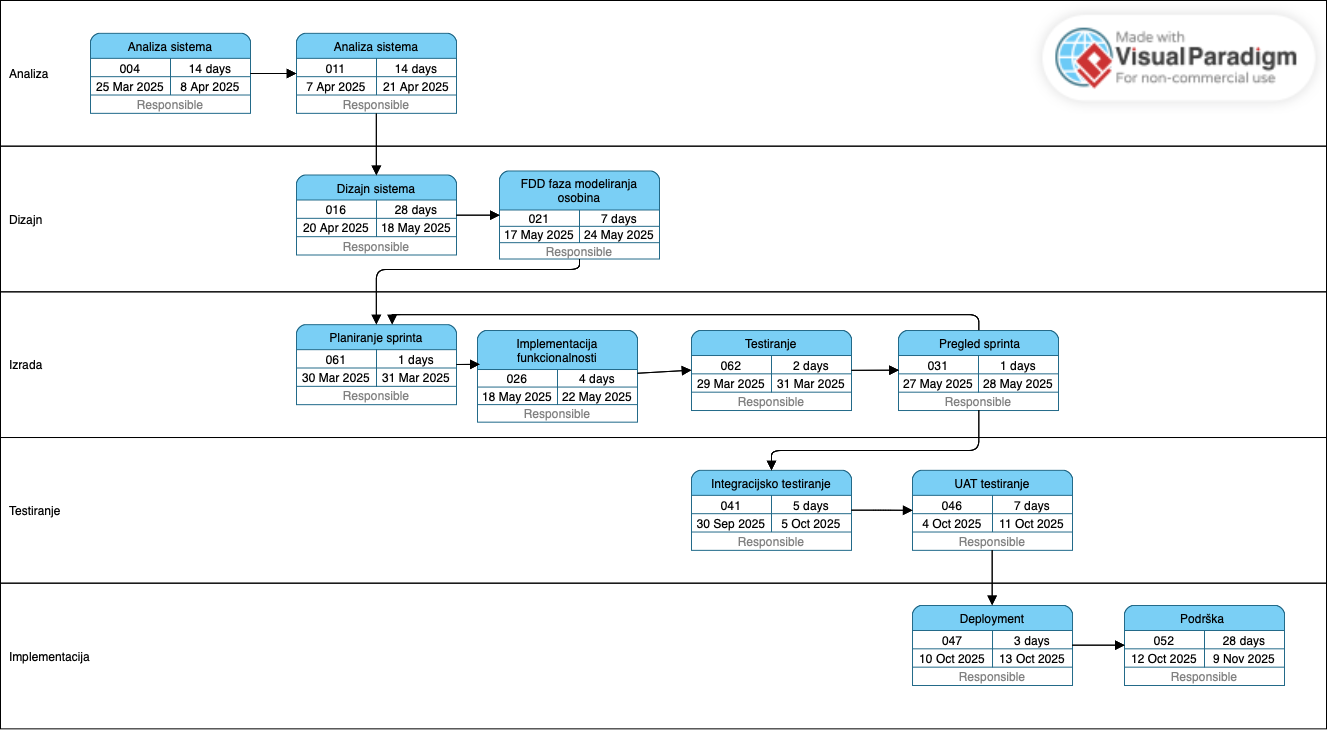 Made with
Visual Paradigm
For non-commercial use
Analiza
Analiza sistema
004 14 days
25 Mar 2025 8 Apr 2025
Responsible
Analiza sistema
011 14 days
7 Apr 2025 21 Apr 2025
Responsible
Dizajn
Dizajn sistema
016 28 days
20 Apr 2025 18 May 2025
Responsible
FDD faza modeliranja
osobina
021 7 days
17 May 2025 24 May 2025
Responsible
Izrada
Planiranje sprinta
061 1 days
30 Mar 2025 31 Mar 2025
Responsible
Implementacija
funkcionalnosti
026 4 days
18 May 2025 22 May 2025
Responsible
Testiranje
062 2 days
29 Mar 2025 31 Mar 2025
Responsible
Pregled sprinta
031 1 days
27 May 2025 28 May 2025
Responsible
Testiranje
Integracijsko testiranje
041 5 days
30 Sep 2025 5 Oct 2025
Responsible
UAT testiranje
046 7 days
4 Oct 2025 11 Oct 2025
Responsible
Implementacija
Deployment
047 3 days
10 Oct 2025 13 Oct 2025
Responsible
Podrška
052 28 days
12 Oct 2025 9 Nov 2025
Responsible